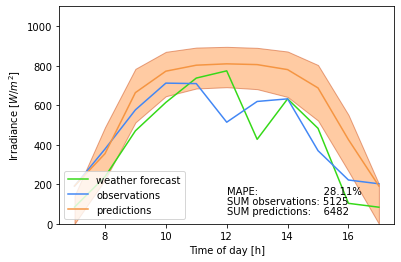 1000
800
600
400
200
0
Irradiance [W/m²]
weather forecast
observations
predictions
MAPE: 28.11%
SUM observations: 5125
SUM predictions: 6482
8 10 12 14 16
Time of day [h]